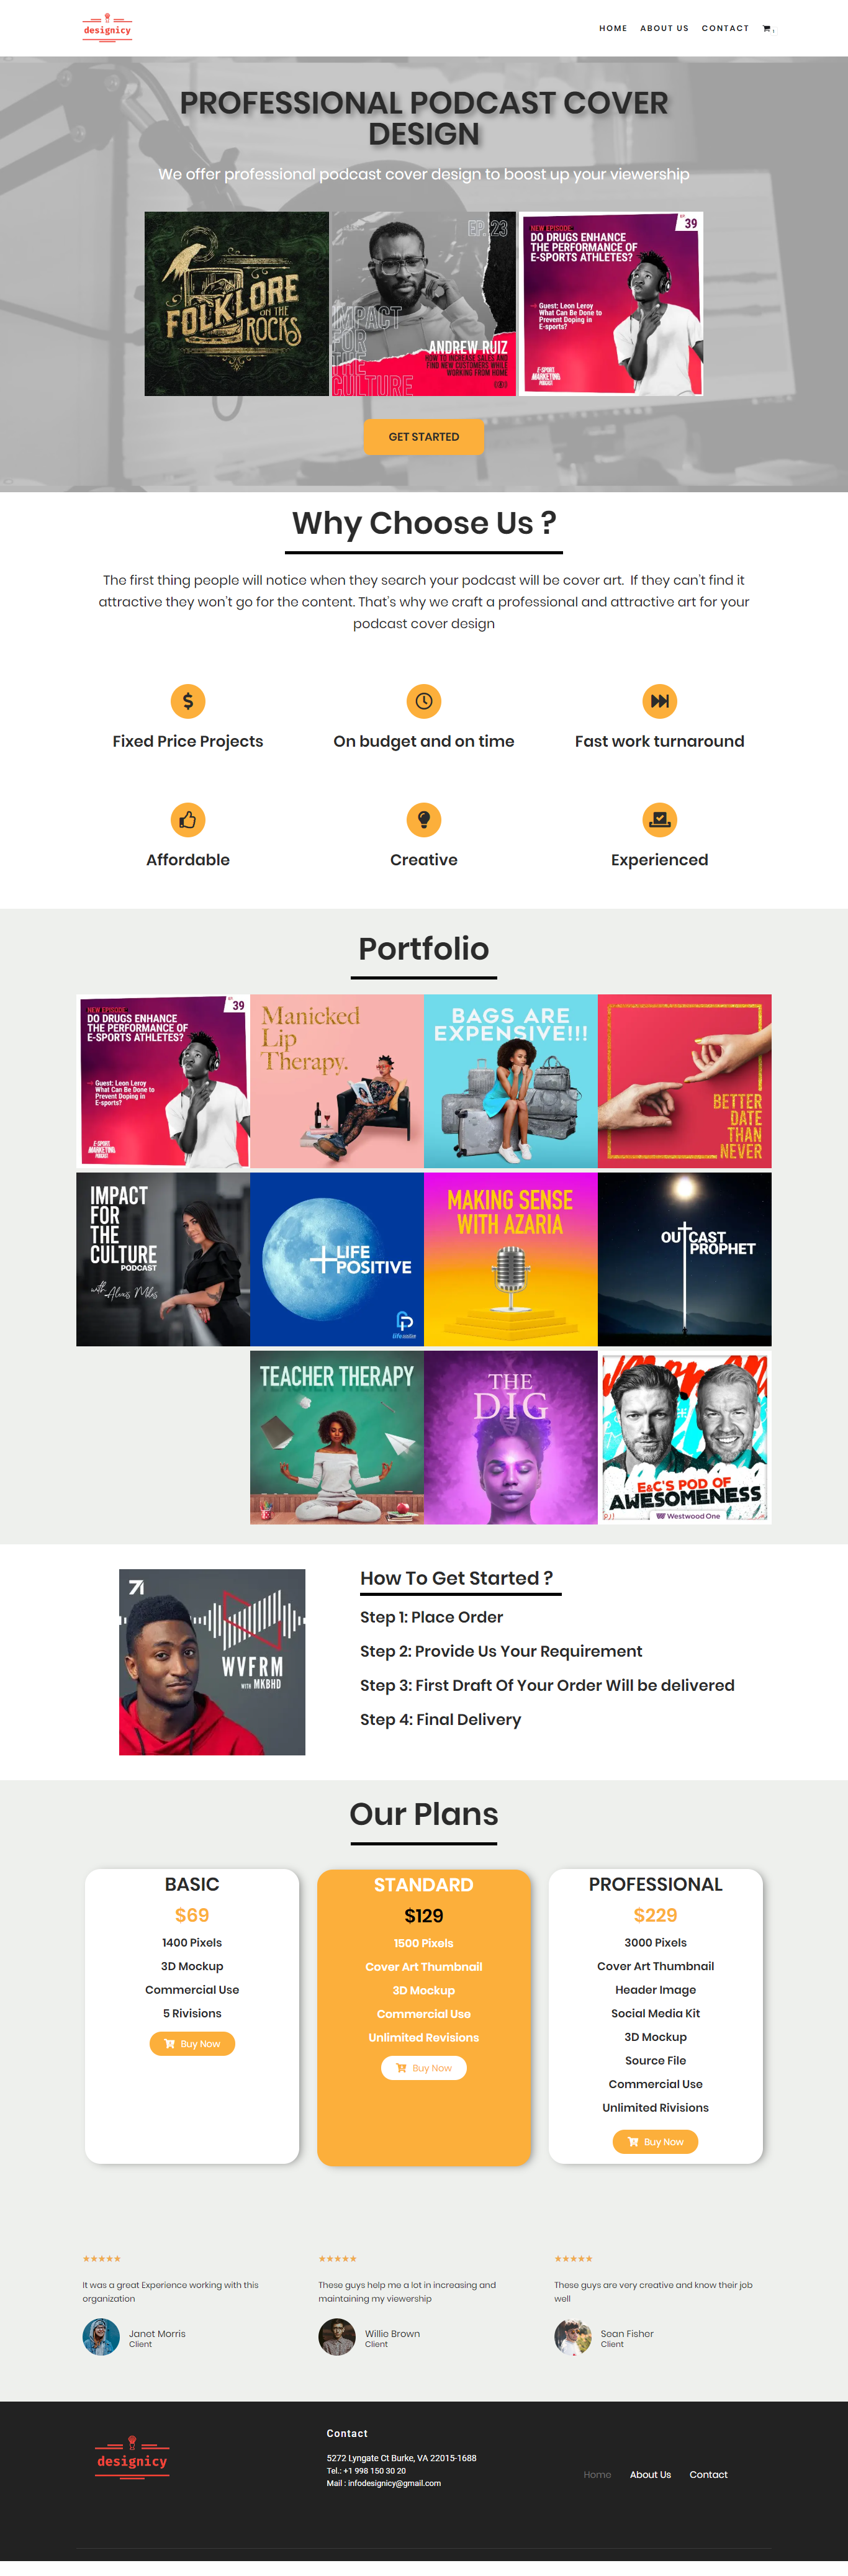 designicy
HOME ABOUT US CONTACT
PROFESSIONAL PODCAST COVER
DESIGN
We offer professional podcast cover design to boost up your viewership
FOLKLORE
ON THE
ROCKS
EP. 23
IMPACT
FOR
THE
CULTURE
ANDREW RUIZ
HOW TO INCREASE SALES AND
FIND NEW CUSTOMERS WHILE
WORKING FROM HOME
39
NEW EPISODE:
DO DRUGS ENHANCE
THE PERFORMANCE OF
E-SPORTS ATHLETES?
Guest: Leon Leroy
What Can Be Done to
Prevent Doping in
E-sports?
E-SPORT
MARKETING
PODCAST
GET STARTED
Why Choose Us ?
The first thing people will notice when they search your podcast will be cover art. If they can't find it
attractive they won't go for the content. That's why we craft a professional and attractive art for your
podcast cover design
Fixed Price Projects
On budget and on time
Fast work turnaround
Affordable
Creative
Experienced
Portfolio
39
NEW EPISODE:
DO DRUGS ENHANCE
THE PERFORMANCE OF
E-SPORTS ATHLETES?
Guest: Leon Leroy
What Can Be Done to
Prevent Doping in
E-sports?
E-SPORT
MARKETING
PODCAST
Manicked
Lip
Therapy.
BAGS ARE
EXPENSIVE!!!
BETTER
DATE
THAN
NEVER
IMPACT
FOR
THE
CULTURE
PODCAST
with Alexis Miles
LIFE
POSITIVE
MAKING SENSE
WITH AZARIA
OUTCAST
PROPHET
TEACHER THERAPY
THE
DIG
E&C'S POD OF
AWESOMENESS
Westwood One
WVFRM
WITH MKBHD
How To Get Started ?
Step 1: Place Order
Step 2: Provide Us Your Requirement
Step 3: First Draft Of Your Order Will be delivered
Step 4: Final Delivery
Our Plans
BASIC
$69
1400 Pixels
3D Mockup
Commercial Use
5 Rivisions
Buy Now
STANDARD
$129
1500 Pixels
Cover Art Thumbnail
3D Mockup
Commercial Use
Unlimited Revisions
Buy Now
PROFESSIONAL
$229
3000 Pixels
Cover Art Thumbnail
Header Image
Social Media Kit
3D Mockup
Source File
Commercial Use
Unlimited Rivisions
Buy Now
It was a great Experience working with this
organization
Janet Morris
Client
These guys help me a lot in increasing and
maintaining my viewership
Willie Brown
Client
These guys are very creative and know their job
well
Sean Fisher
Client
designicy
Contact
5272 Lyngate Ct Burke, VA 22015-1688
Tel.: +1 998 150 30 20
Mail : infodesignicy@gmail.com
Home About Us Contact